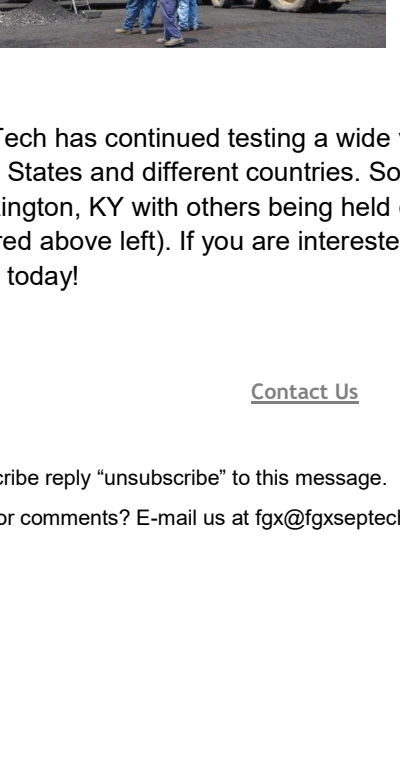 Tech has continued testing a wide
States and different countries. So
ington, KY with others being held
red above left). If you are intereste
today!
Contact Us
cribe reply “unsubscribe” to this message.
or comments? E-mail us at fgx@fgxseptech